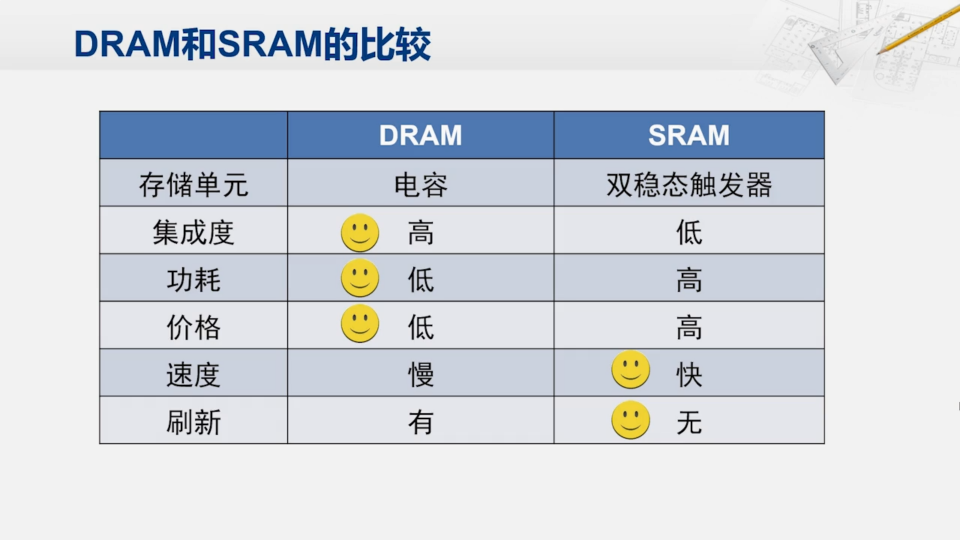 DRAM和SRAM的比较
DRAM SRAM
存储单元 电容 双稳态触发器
集成度 高 低
功耗 低 高
价格 低 高
速度 慢 快
刷新 有 无